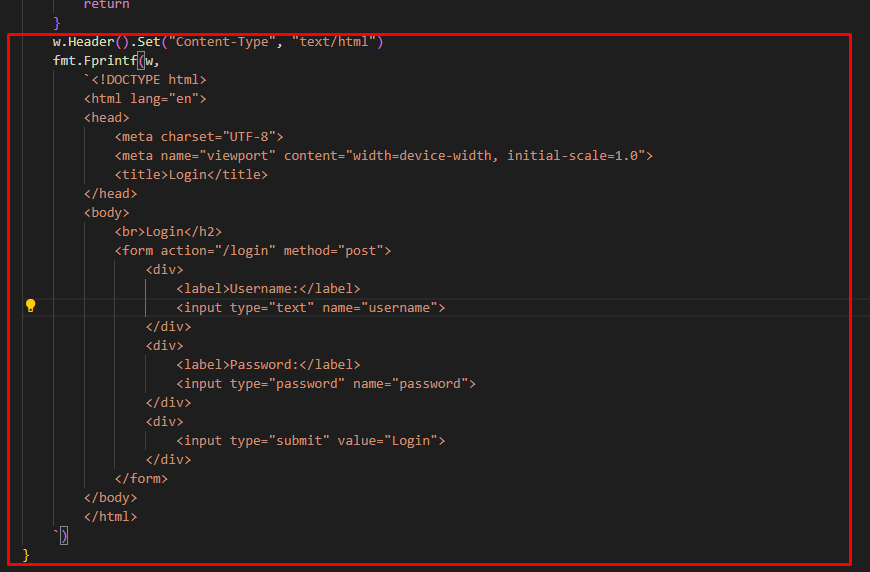 return
}
w.Header().Set("Content-Type", "text/html")
fmt.Fprintf(w,
`<!DOCTYPE html>
<html lang="en">
<head>
<meta charset="UTF-8">
<meta name="viewport" content="width=device-width, initial-scale=1.0">
<title>Login</title>
</head>
<body>
<br>Login</h2>
<form action="/login" method="post">
<div>
<label>Username:</label>
<input type="text" name="username">
</div>
<div>
<label>Password:</label>
<input type="password" name="password">
</div>
<div>
<input type="submit" value="Login">
</div>
</form>
</body>
</html>
`)
}